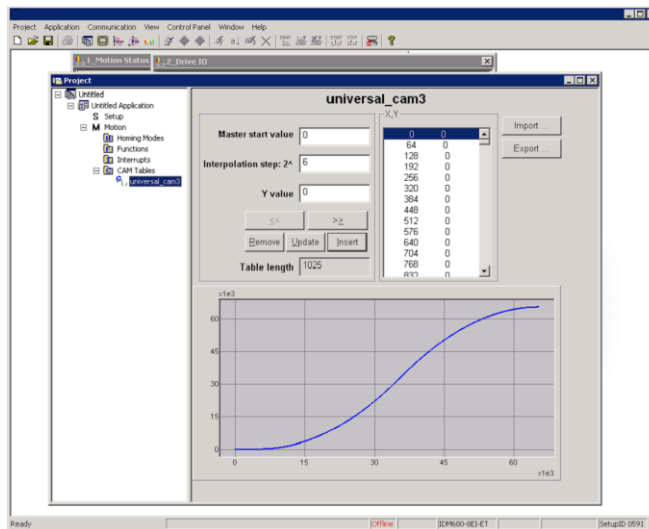 Project Application Communication View Control Panel Window Help
1_Motion Status 2_Drive IO
Project
Untitled
Untitled Application
S Setup
M Motion
Homing Modes
Functions
Interrupts
CAM Tables
universal_cam3
universal_cam3
Master start value 0
Interpolation step: 2^ 6
Y value 0
<< >>
Remove Update Insert
Table length 1025
X,Y
0 0
64 0
128 0
192 0
256 0
320 0
384 0
448 0
512 0
576 0
640 0
704 0
768 0
832 0
Import ...
Export ...
x1e3
60
45
30
15
0
0 15 30 45 60
x1e3
Ready Offline IDM680-8EI-ET SetupID 0591